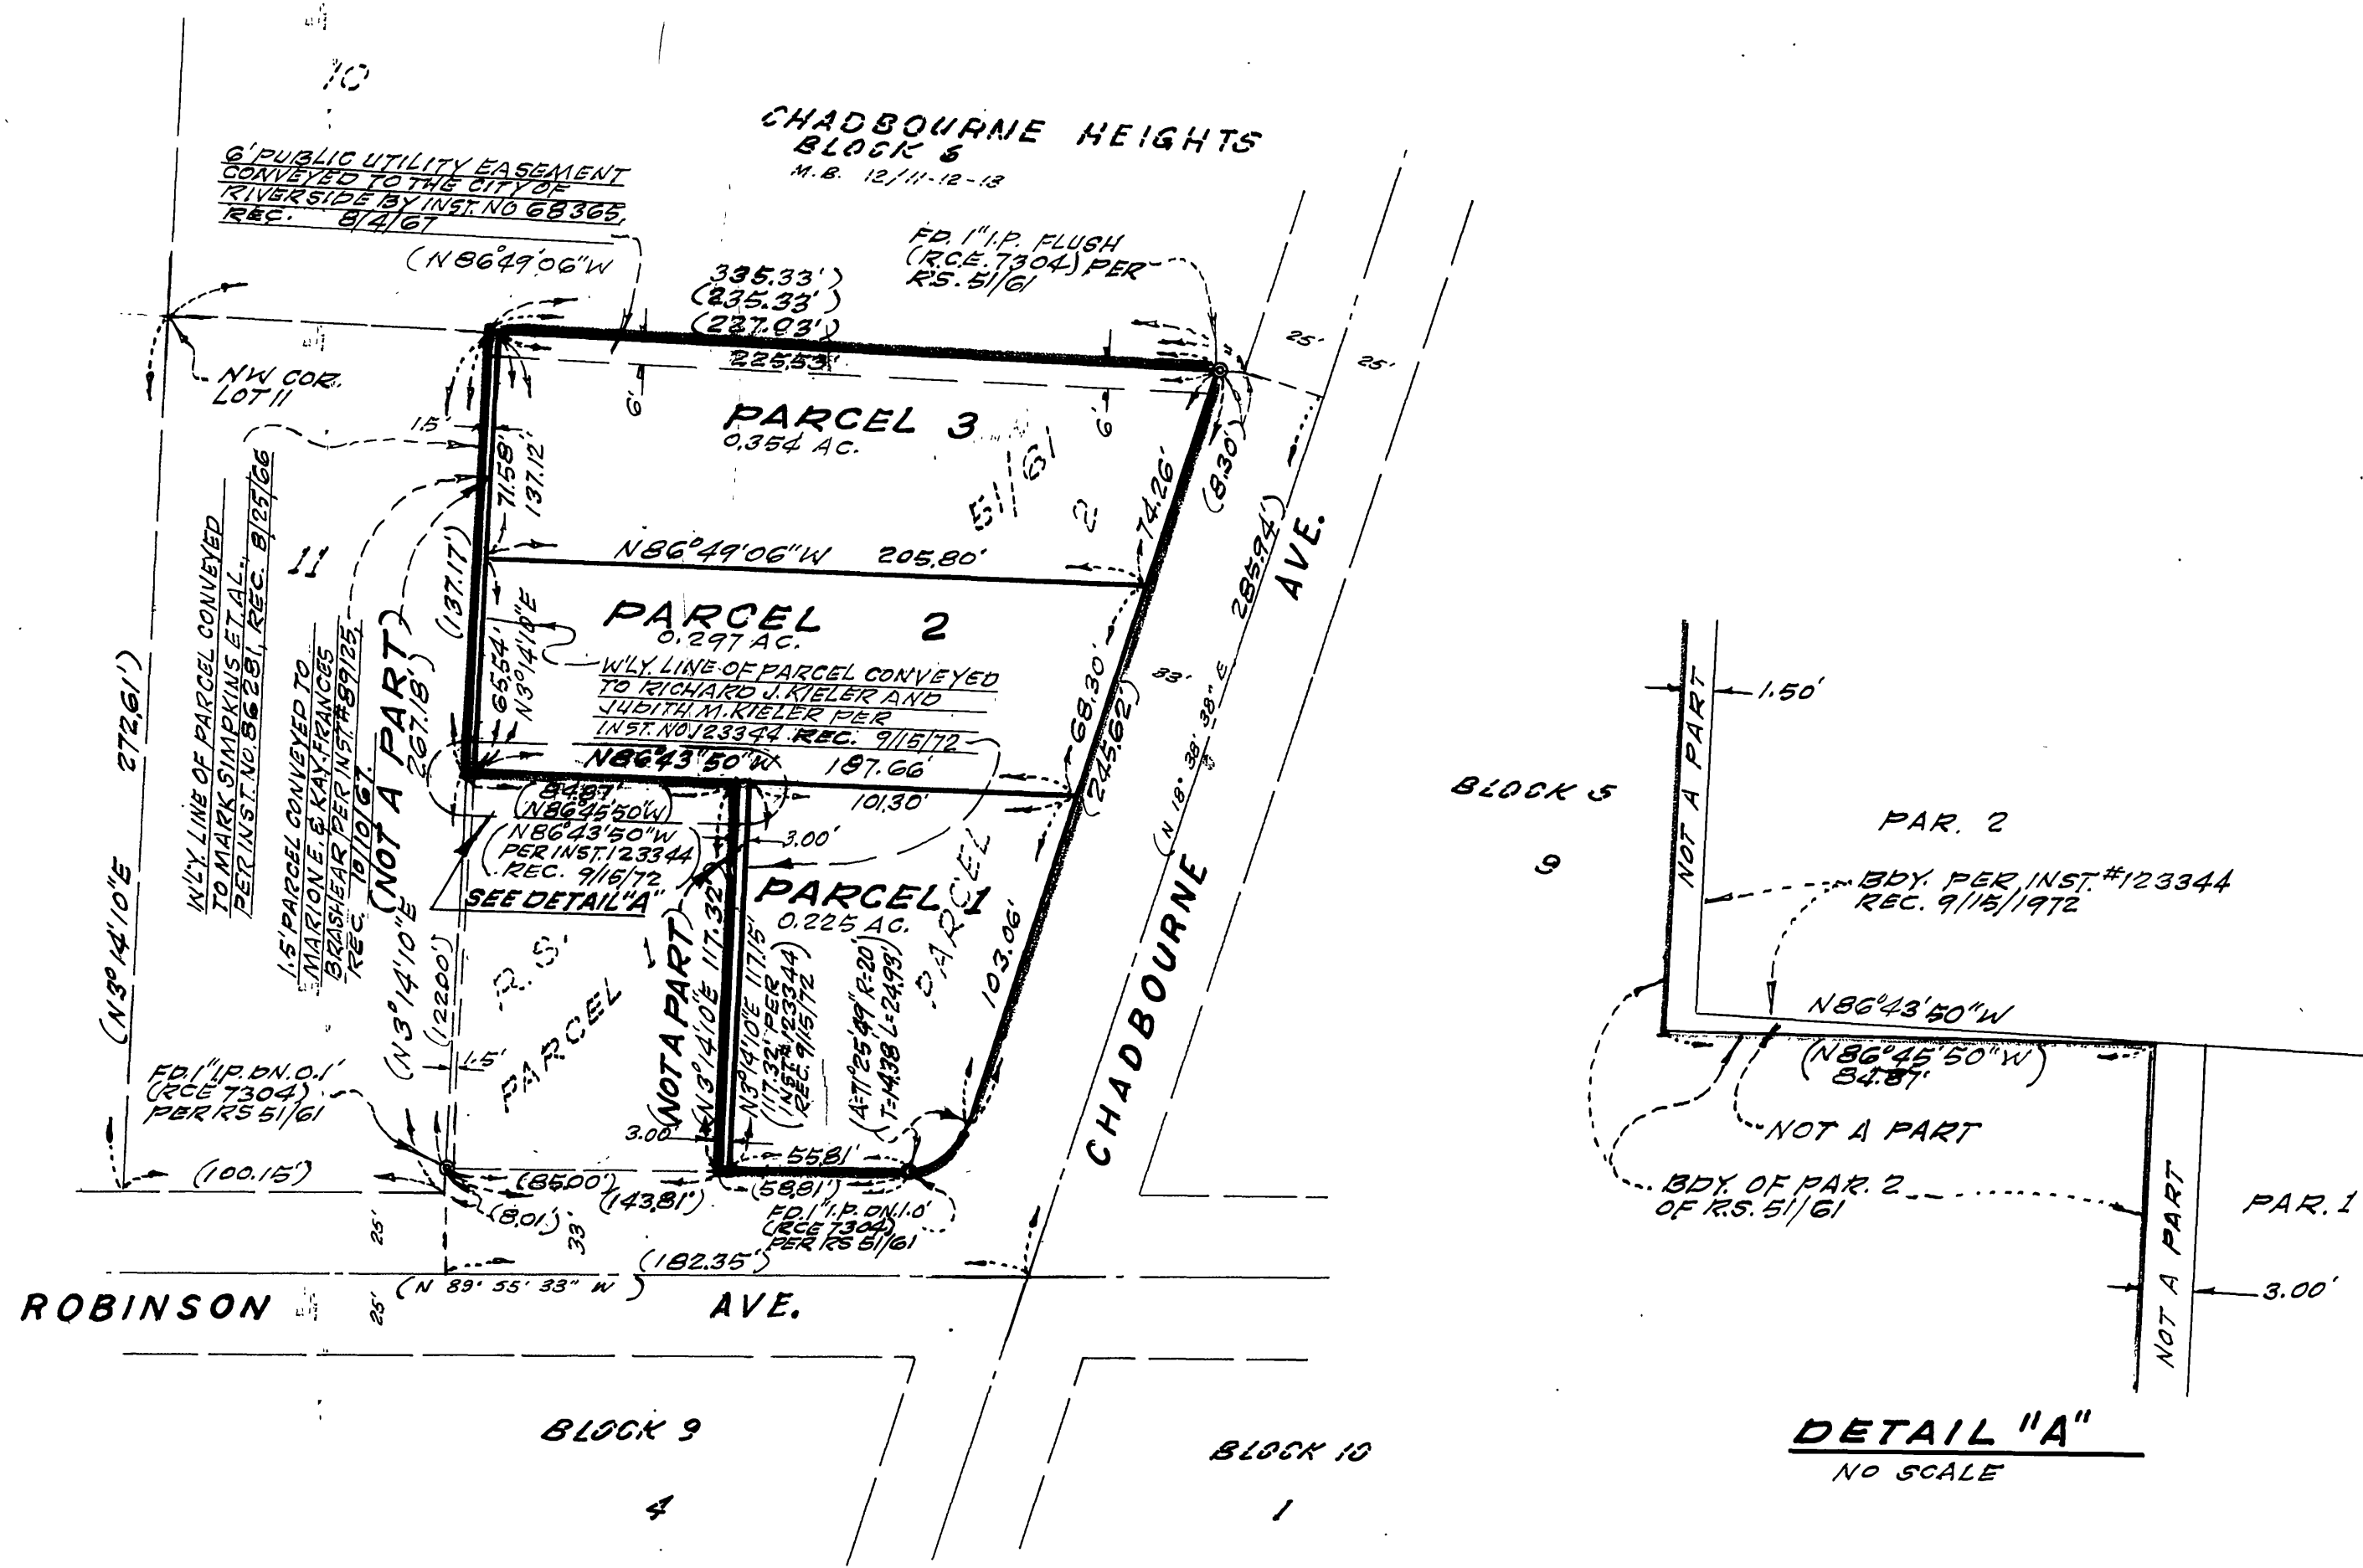 10
CHADBOURNE HEIGHTS
BLOCK 6
M.B. 12/11-12-13
6' PUBLIC UTILITY EASEMENT
CONVEYED TO THE CITY OF
RIVERSIDE BY INST. NO 68365,
REC. 8/4/67
(N86°49'06"W
335.33')
(235.33')
(227.03')
225.53'
FD. 1" I.P. FLUSH
(R.C.E. 7304) PER
R.S. 51/61
25'
25'
NW COR.
LOT 11
1.5'
6'
6'
PARCEL 3
0.354 AC.
51/61
2
71.58'
137.12'
(137.17')
74.26'
(8.30')
285.94')
AVE.
11
W'LY. LINE OF PARCEL CONVEYED
TO MARK SIMPKINS ET. AL.
PER INST. NO. 86281, REC. 8/25/66
1.5' PARCEL CONVEYED TO
MARION E. & KAY FRANCES
BRASHEAR PER INST. #89125,
REC. 10/10/67.
(NOT A PART)
267.18')
(N3°14'10"E
(N3°14'10"E 272.61')
N86°49'06"W 205.80'
PARCEL 2
0.297 AC.
65.54'
N3°14'10"E
W'LY. LINE OF PARCEL CONVEYED
TO RICHARD J. KIELER AND
JUDITH M. KIELER PER
INST. NO. 123344 REC. 9/15/72
68.30'
(245.62')
33'
(N 18° 38' 38" E
N86°43'50"W 187.66'
84.87'
(N86°45'50"W)
101.30'
(N86°43'50"W
PER INST. 123344
REC. 9/15/72)
SEE DETAIL "A"
3.00'
PARCEL 1
0.225 AC.
PARCEL
103.06'
CHADBOURNE
R.S.
PARCEL
(122.00')
1.5'
(NOT A PART)
(N3°14'10"E 117.32')
N3°14'10"E 117.15'
(117.32' PER
INST #123344
REC. 9/15/72)
(Δ=71°25'49" R=20'
T=14.38' L=24.93')
FD. 1" I.P. DN. 0.1'
(RCE 7304)
PER RS 51/61
3.00'
55.81'
(100.15')
(85.00')
(58.81')
(143.81')
(8.01')
33
25'
FD. 1" I.P. DN. 1.0'
(RCE 7304)
PER RS 51/61
(182.35')
(N 89° 55' 33" W )
25'
ROBINSON AVE.
BLOCK 9
4
BLOCK 10
1
BLOCK 5
9
NOT A PART
1.50'
PAR. 2
BDY. PER INST. #123344
REC. 9/15/1972
N86°43'50"W
(N86°45'50"W)
84.87'
NOT A PART
BDY. OF PAR. 2
OF R.S. 51/61
NOT A PART
PAR. 1
3.00'
DETAIL "A"
NO SCALE